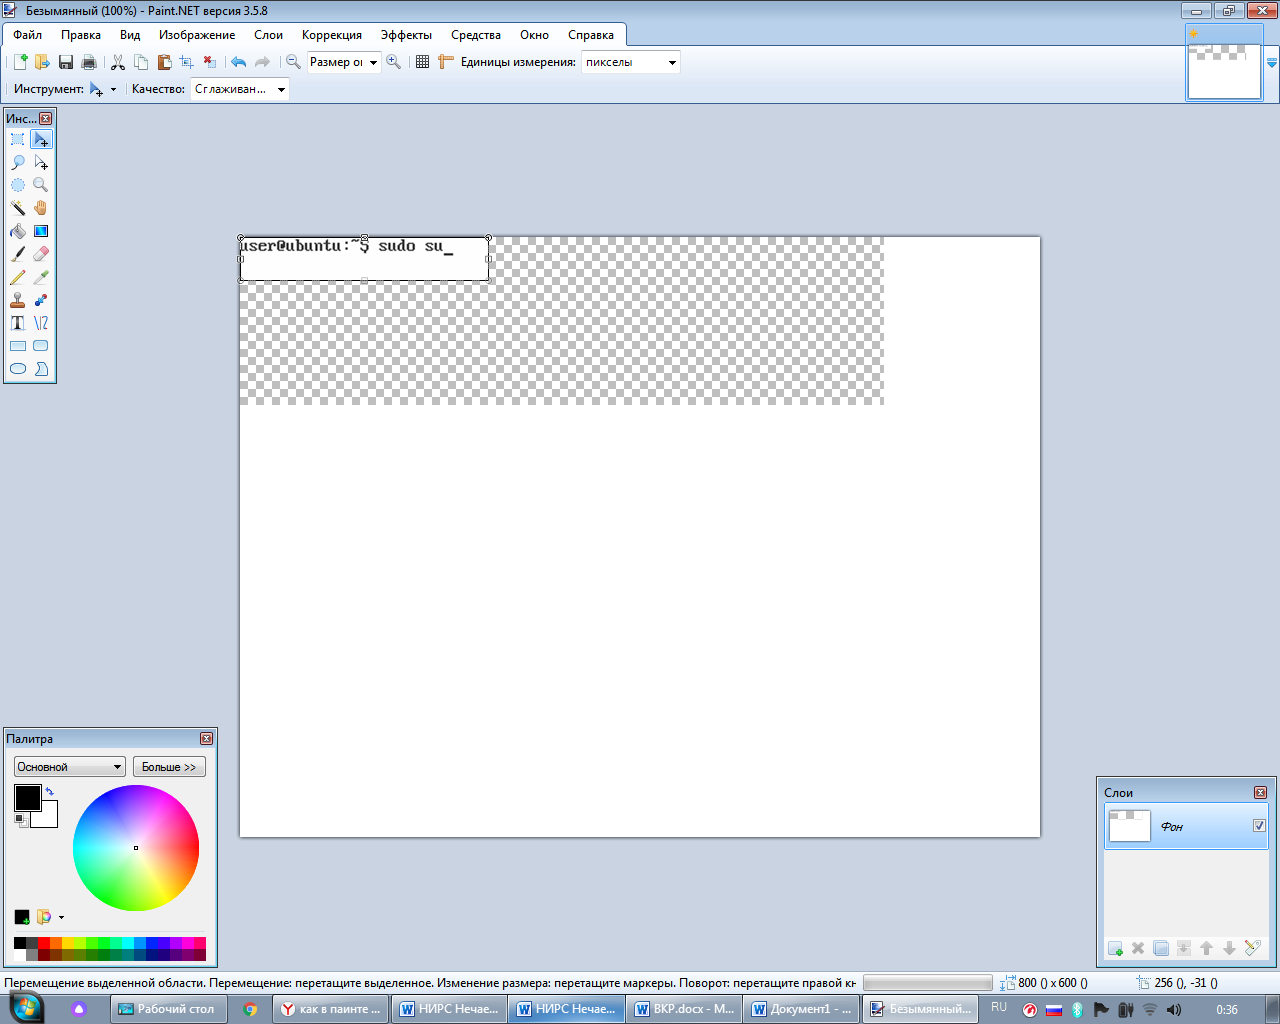 Безымянный (100%) - Paint.NET версия 3.5.8
Файл Правка Вид Изображение Слои Коррекция Эффекты Средства Окно Справка
Размер оі Единицы измерения: пикселы
Инструмент: Качество: Сглаживан...
Инс...
user@ubuntu:~$ sudo su_
Палитра
Основной Больше >>
Слои
Фон
Перемещение выделенной области. Перемещение: перетащите выделенное. Изменение размера: перетащите маркеры. Поворот: перетащите правой кн
800 () x 600 () 256 (), -31 ()
Рабочий стол как в паинте ... НИРС Нечае... НИРС Нечае... ВКР.docx - M... Документ1 - ... Безымянный... RU 0:36